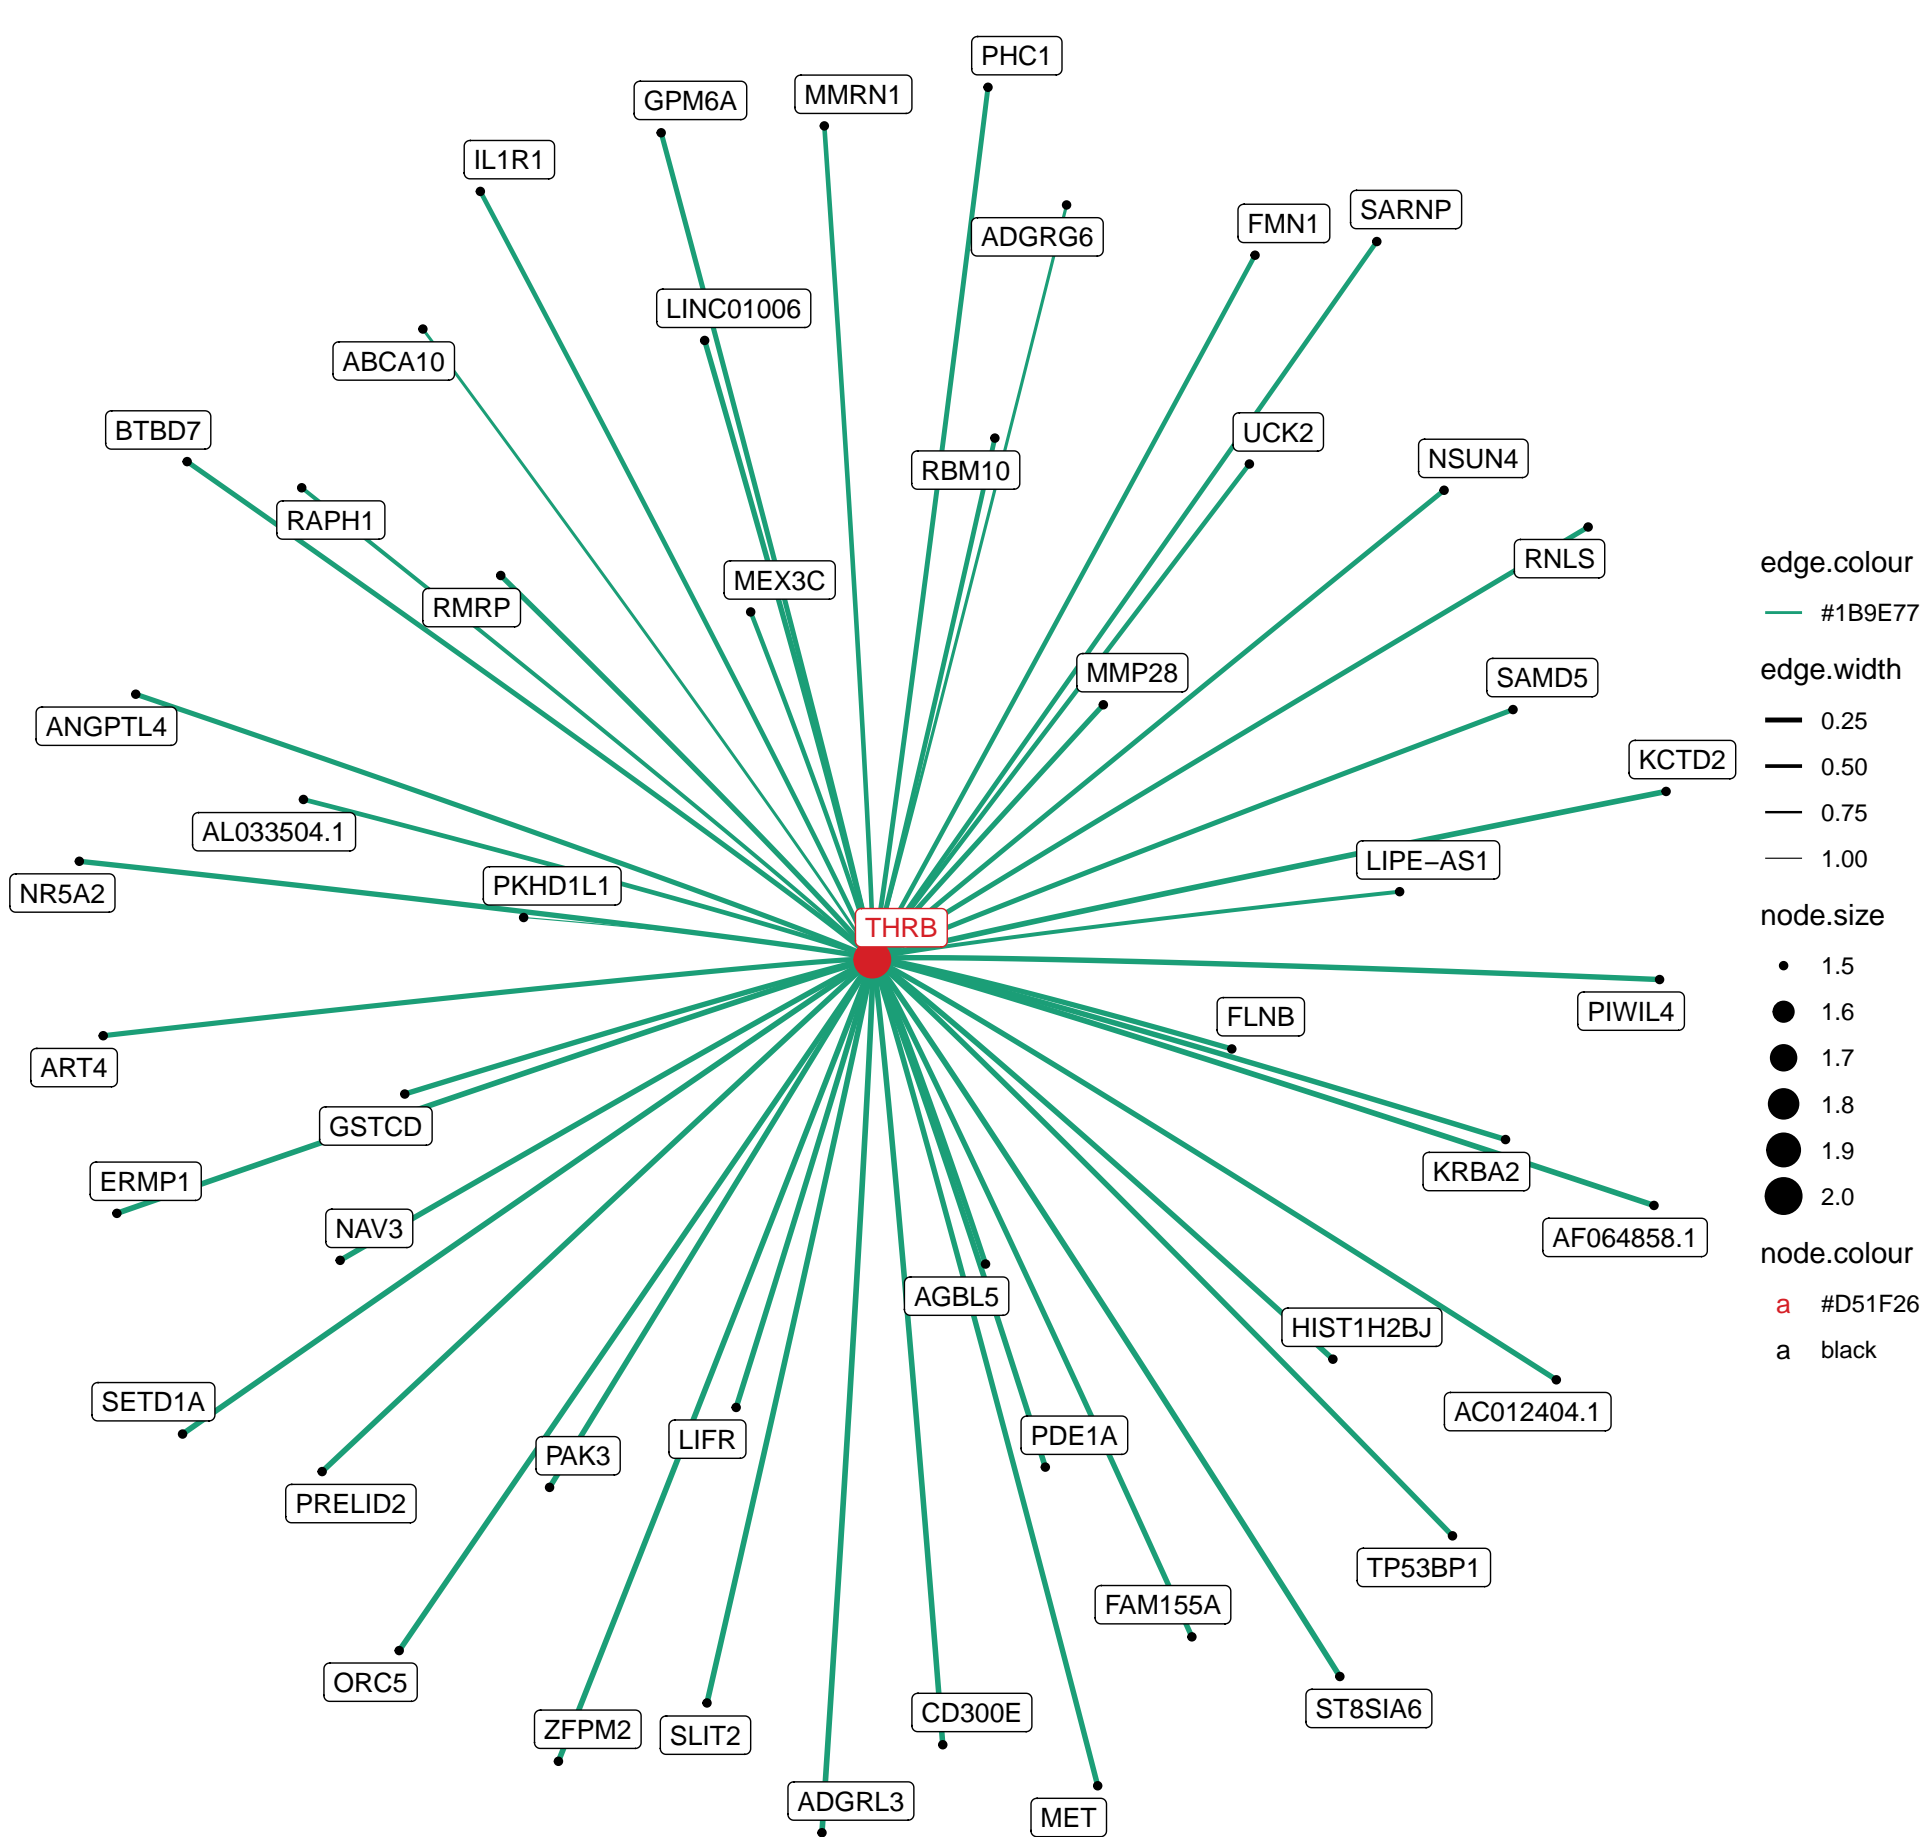 PHC1
GPM6A
MMRN1
IL1R1
SARNP
FMN1
ADGRG6
LINC01006
ABCA10
BTBD7
UCK2
NSUN4
RBM10
RAPH1
RNLS
MEX3C
RMRP
MMP28
SAMD5
ANGPTL4
KCTD2
AL033504.1
LIPE−AS1
PKHD1L1
NR5A2
THRB
PIWIL4
FLNB
ART4
GSTCD
KRBA2
ERMP1
NAV3
AF064858.1
AGBL5
HIST1H2BJ
SETD1A
AC012404.1
PDE1A
LIFR
PAK3
PRELID2
TP53BP1
FAM155A
ORC5
ST8SIA6
CD300E
ZFPM2
SLIT2
ADGRL3
MET
edge.colour
#1B9E77
edge.width
0.25
0.50
0.75
1.00
node.size
1.5
1.6
1.7
1.8
1.9
2.0
node.colour
a #D51F26
a black